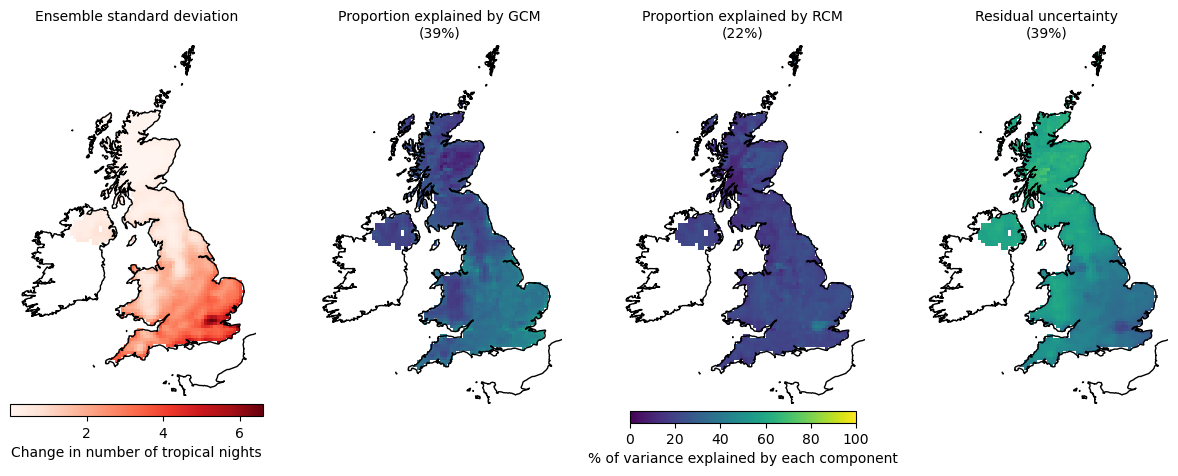 Ensemble standard deviation
Proportion explained by GCM
(39%)
Proportion explained by RCM
(22%)
Residual uncertainty
(39%)
2 4 6
Change in number of tropical nights
0 20 40 60 80 100
% of variance explained by each component